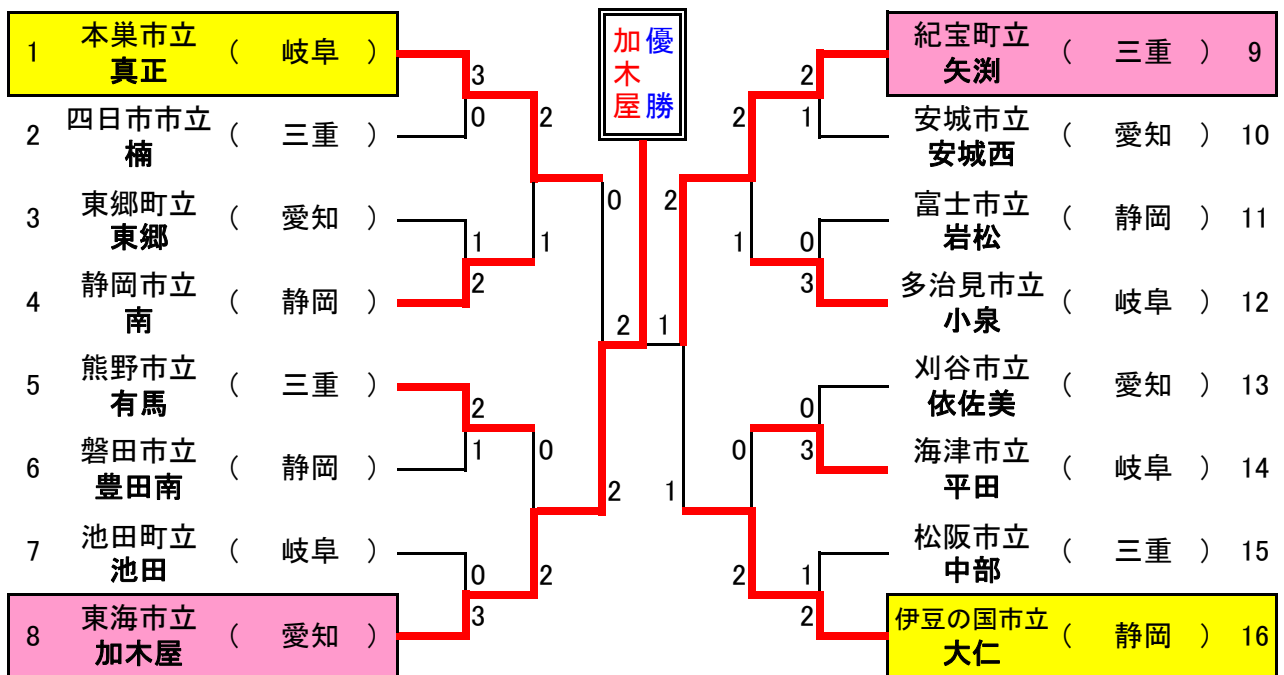 優勝
加木屋
1 本巣市立 真正 ( 岐阜 )
2 四日市市立 楠 ( 三重 )
3 東郷町立 東郷 ( 愛知 )
4 静岡市立 南 ( 静岡 )
5 熊野市立 有馬 ( 三重 )
6 磐田市立 豊田南 ( 静岡 )
7 池田町立 池田 ( 岐阜 )
8 東海市立 加木屋 ( 愛知 )
3
0
2
1
2
1
2
1
0
0
3
2
0
2
2
1
2
1
2
1
0
3
2
1
0
3
1
2
0
2
紀宝町立 矢渕 ( 三重 ) 9
安城市立 安城西 ( 愛知 ) 10
富士市立 岩松 ( 静岡 ) 11
多治見市立 小泉 ( 岐阜 ) 12
刈谷市立 依佐美 ( 愛知 ) 13
海津市立 平田 ( 岐阜 ) 14
松阪市立 中部 ( 三重 ) 15
伊豆の国市立 大仁 ( 静岡 ) 16